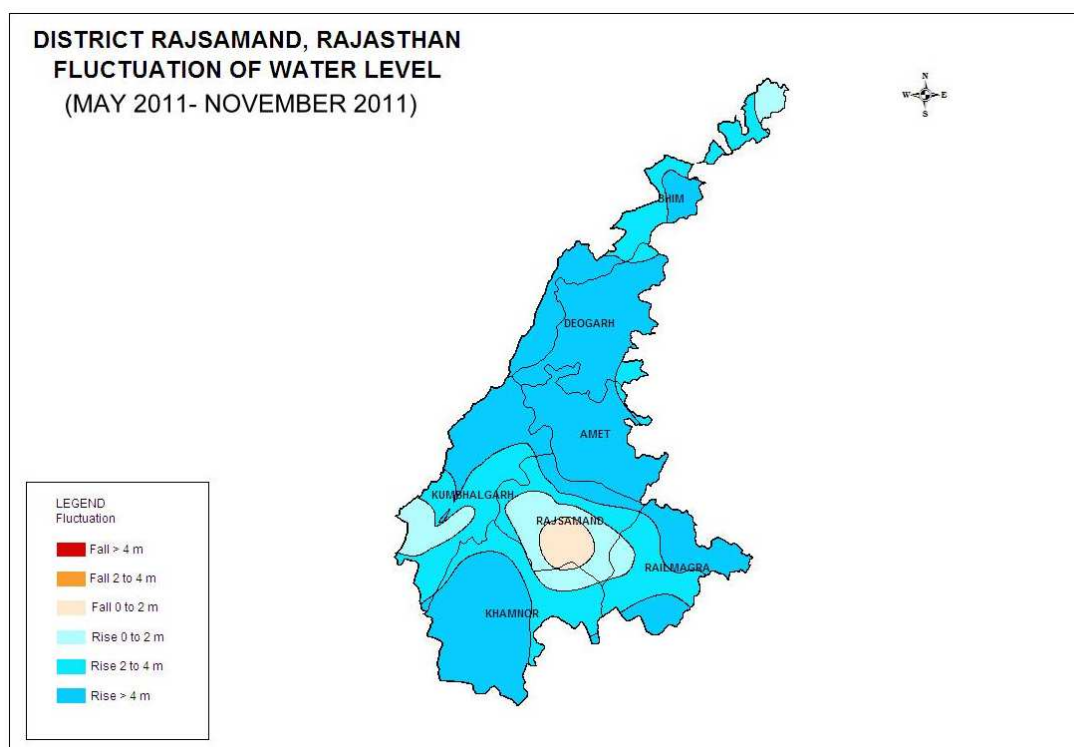 DISTRICT RAJSAMAND, RAJASTHAN
FLUCTUATION OF WATER LEVEL
(MAY 2011- NOVEMBER 2011)
N
W E
S
BHIM
DEOGARH
AMET
KUMBHALGARH
RAJSAMAND
RAILMAGRA
KHAMNOR
LEGEND
Fluctuation
Fall > 4 m
Fall 2 to 4 m
Fall 0 to 2 m
Rise 0 to 2 m
Rise 2 to 4 m
Rise > 4 m